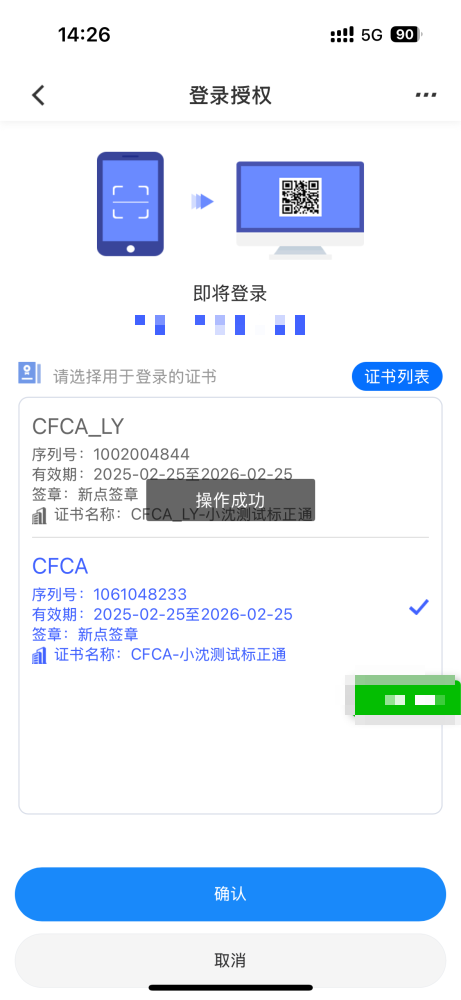 14:26
5G 90
登录授权
即将登录
请选择用于登录的证书
证书列表
CFCA_LY
序列号：1002004844
有效期：2025-02-25至2026-02-25
签章：新点签章
操作成功
证书名称：CFCA_LY-小沈测试标正通
CFCA
序列号：1061048233
有效期：2025-02-25至2026-02-25
签章：新点签章
证书名称：CFCA-小沈测试标正通
确认
取消